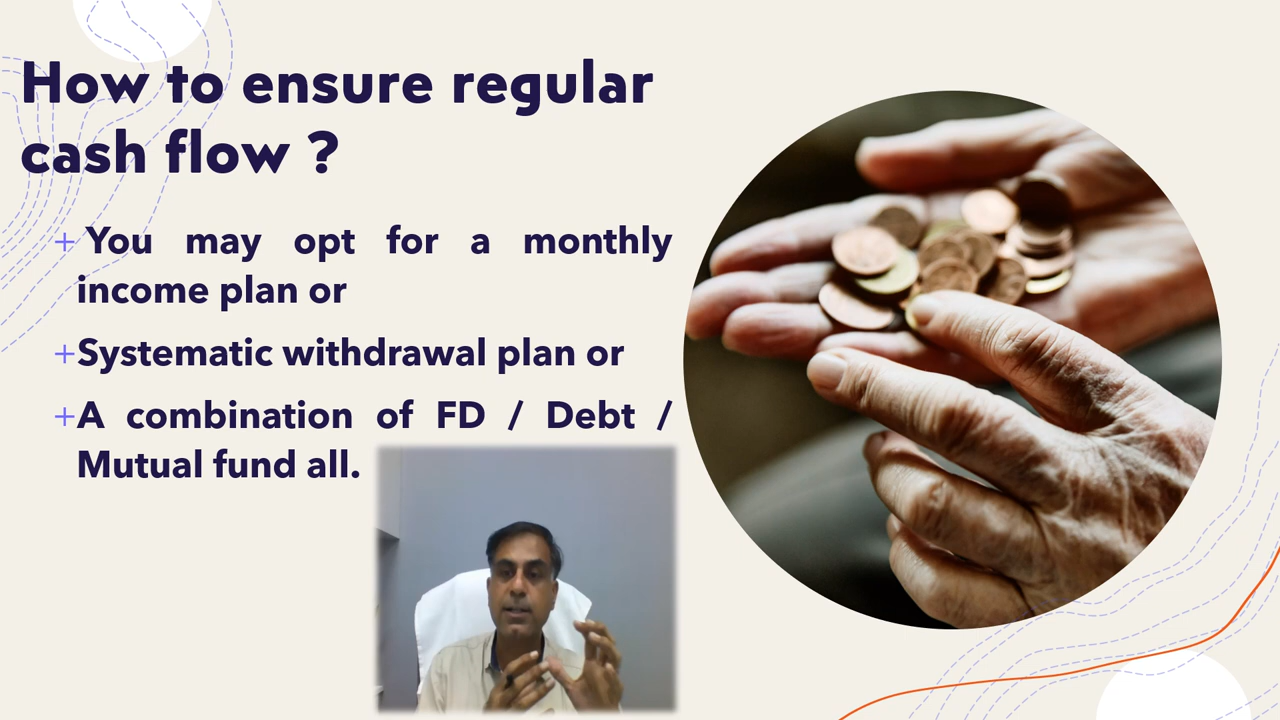 How to ensure regular
cash flow ?
+ You may opt for a monthly
income plan or
+Systematic withdrawal plan or
+A combination of FD / Debt /
Mutual fund all.